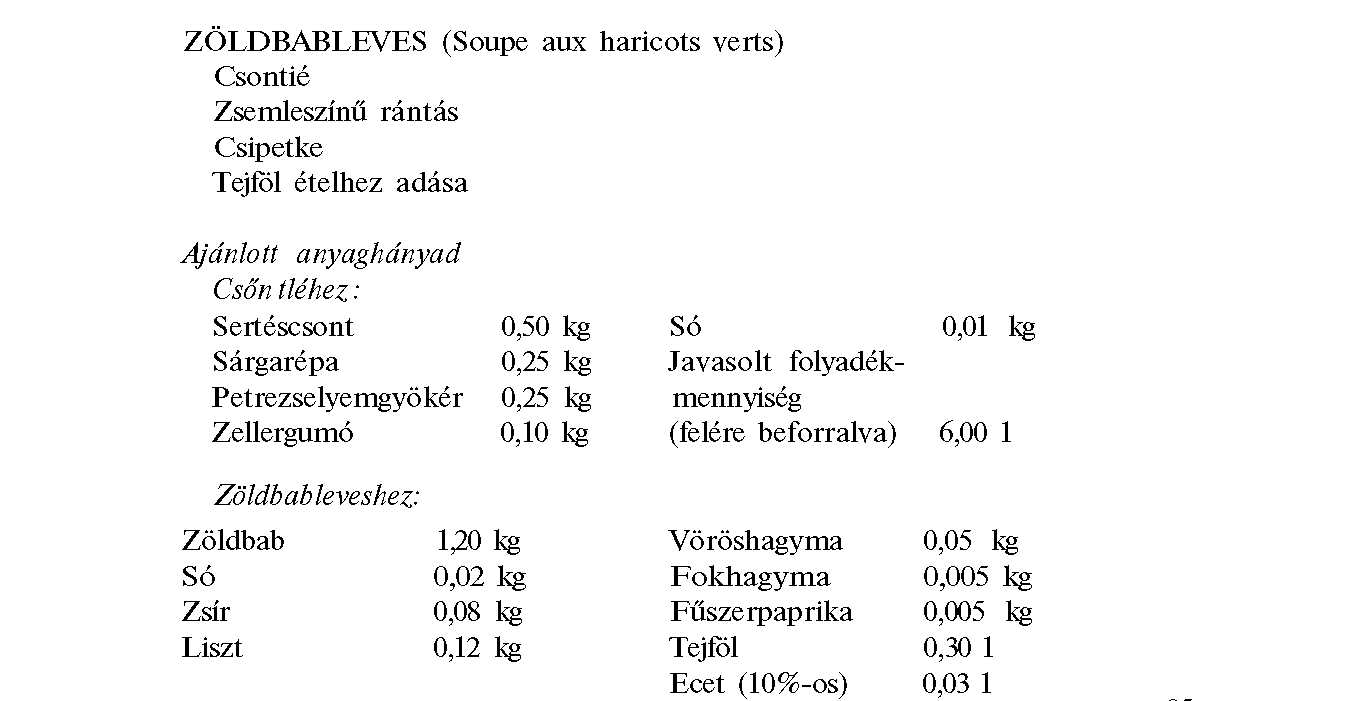 ZÖLDBABLEVES (Soupe aux haricots verts)
Csontié
Zsemleszínű rántás
Csipetke
Tejföl ételhez adása
Ajánlott anyaghányad
Csőn tléhez :
Sertéscsont 0,50 kg Só 0,01 kg
Sárgarépa 0,25 kg Javasolt folyadék-
Petrezselyemgyökér 0,25 kg mennyiség
Zellergumó 0,10 kg (felére beforralva) 6,00 1
Zöldbableveshez:
Zöldbab 1,20 kg Vöröshagyma 0,05 kg
Só 0,02 kg Fokhagyma 0,005 kg
Zsír 0,08 kg Fűszerpaprika 0,005 kg
Liszt 0,12 kg Tejföl 0,30 1
Ecet (10%-os) 0,03 1